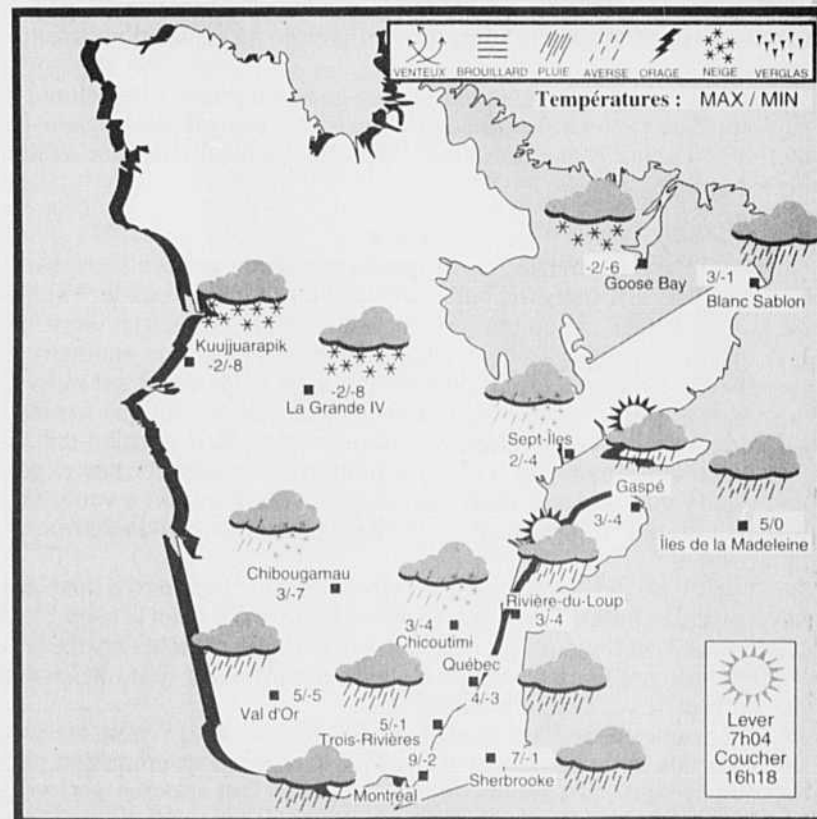 VENTEUX BROUILLARD PLUIE AVERSE ORAGE NEIGE VERGLAS
Températures : MAX / MIN
-2/-6
Goose Bay
3/-1
Blanc Sablon
Kuujjuarapik
-2/-8
-2/-8
La Grande IV
Sept-Îles
2/-4
Gaspé
3/-4
5/0
Îles de la Madeleine
Chibougamau
3/-7
Rivière-du-Loup
3/-4
3/-4
Chicoutimi
Québec
4/-3
5/-5
Val d'Or
5/-1
Trois-Rivières
9/-2
Montréal
7/-1
Sherbrooke
Lever
7h04
Coucher
16h18